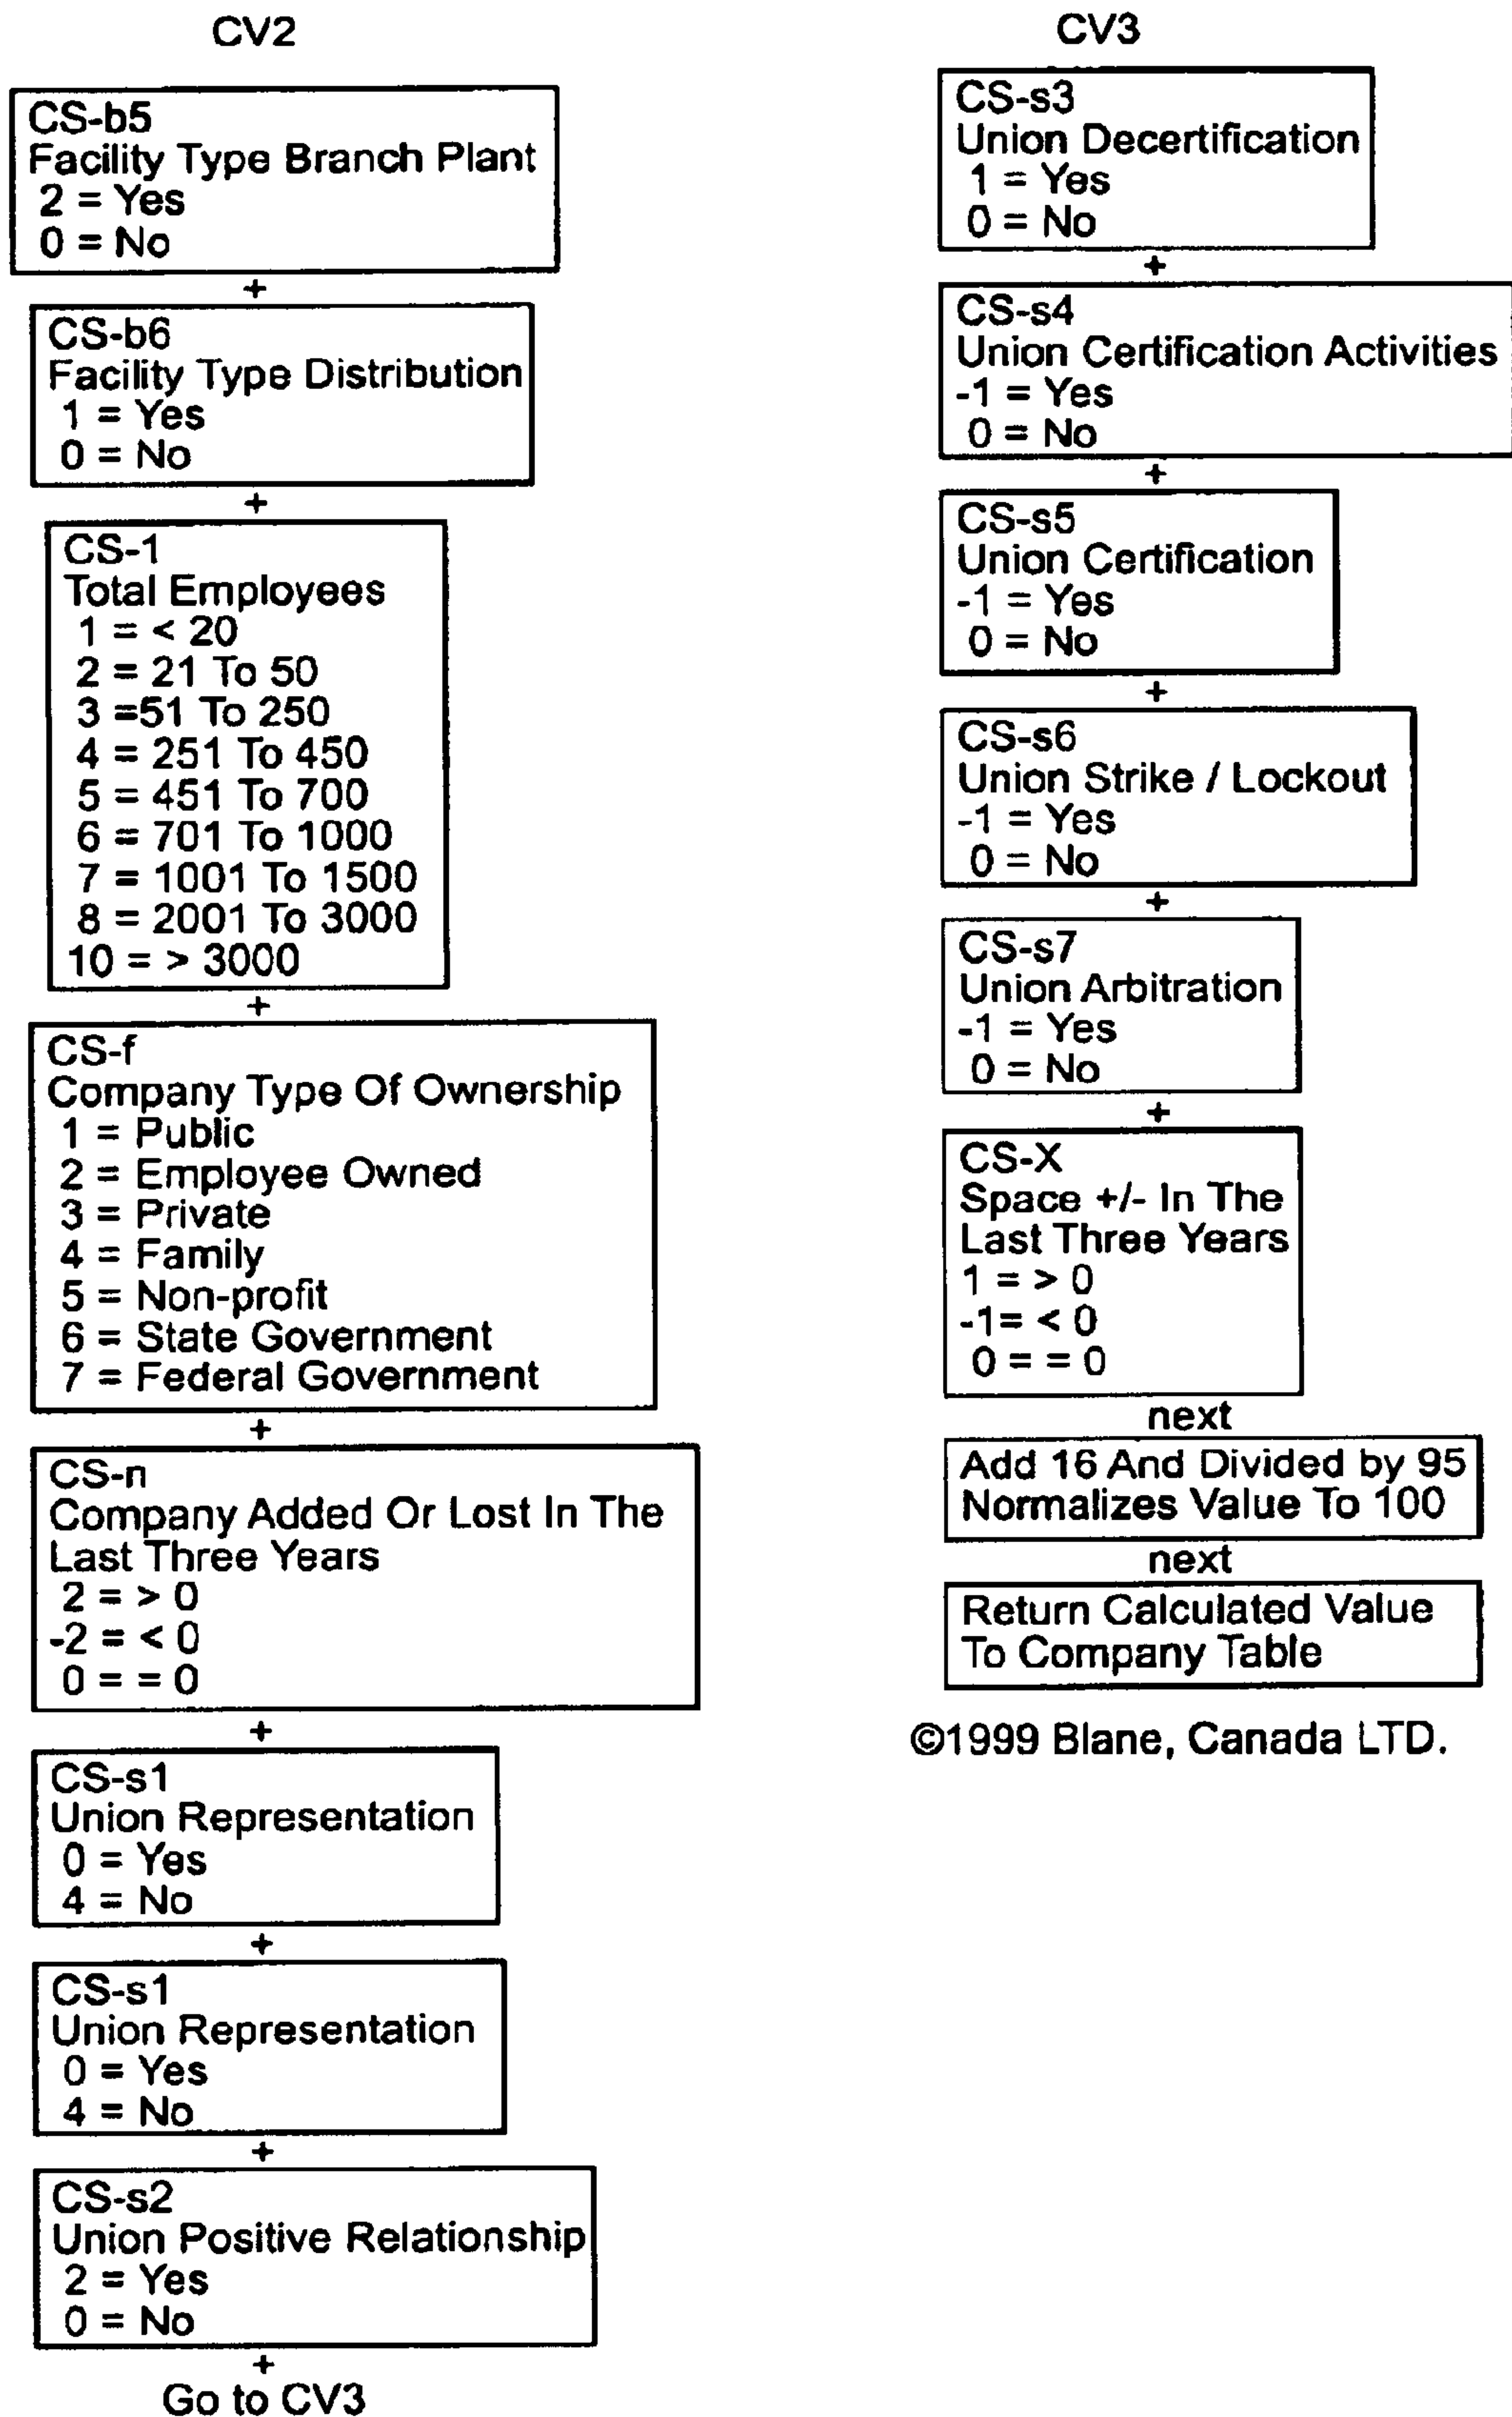 CV2
CS-b5
Facility Type Branch Plant
2 = Yes
0 = No
+
CS-b6
Facility Type Distribution
1 = Yes
0 = No
+
CS-1
Total Employees
1 = < 20
2 = 21 To 50
3 =51 To 250
4 = 251 To 450
5 = 451 To 700
6 = 701 To 1000
7 = 1001 To 1500
8 = 2001 To 3000
10 = > 3000
+
CS-f
Company Type Of Ownership
1 = Public
2 = Employee Owned
3 = Private
4 = Family
5 = Non-profit
6 = State Government
7 = Federal Government
+
CS-n
Company Added Or Lost In The
Last Three Years
2 = > 0
-2 = < 0
0 = = 0
+
CS-s1
Union Representation
0 = Yes
4 = No
+
CS-s1
Union Representation
0 = Yes
4 = No
+
CS-s2
Union Positive Relationship
2 = Yes
0 = No
+
Go to CV3
CV3
CS-s3
Union Decertification
1 = Yes
0 = No
+
CS-s4
Union Certification Activities
-1 = Yes
0 = No
+
CS-s5
Union Certification
-1 = Yes
0 = No
+
CS-s6
Union Strike / Lockout
-1 = Yes
0 = No
+
CS-s7
Union Arbitration
-1 = Yes
0 = No
+
CS-X
Space +/- In The
Last Three Years
1 = > 0
-1= < 0
0 = = 0
next
Add 16 And Divided by 95
Normalizes Value To 100
next
Return Calculated Value
To Company Table
©1999 Blane, Canada LTD.